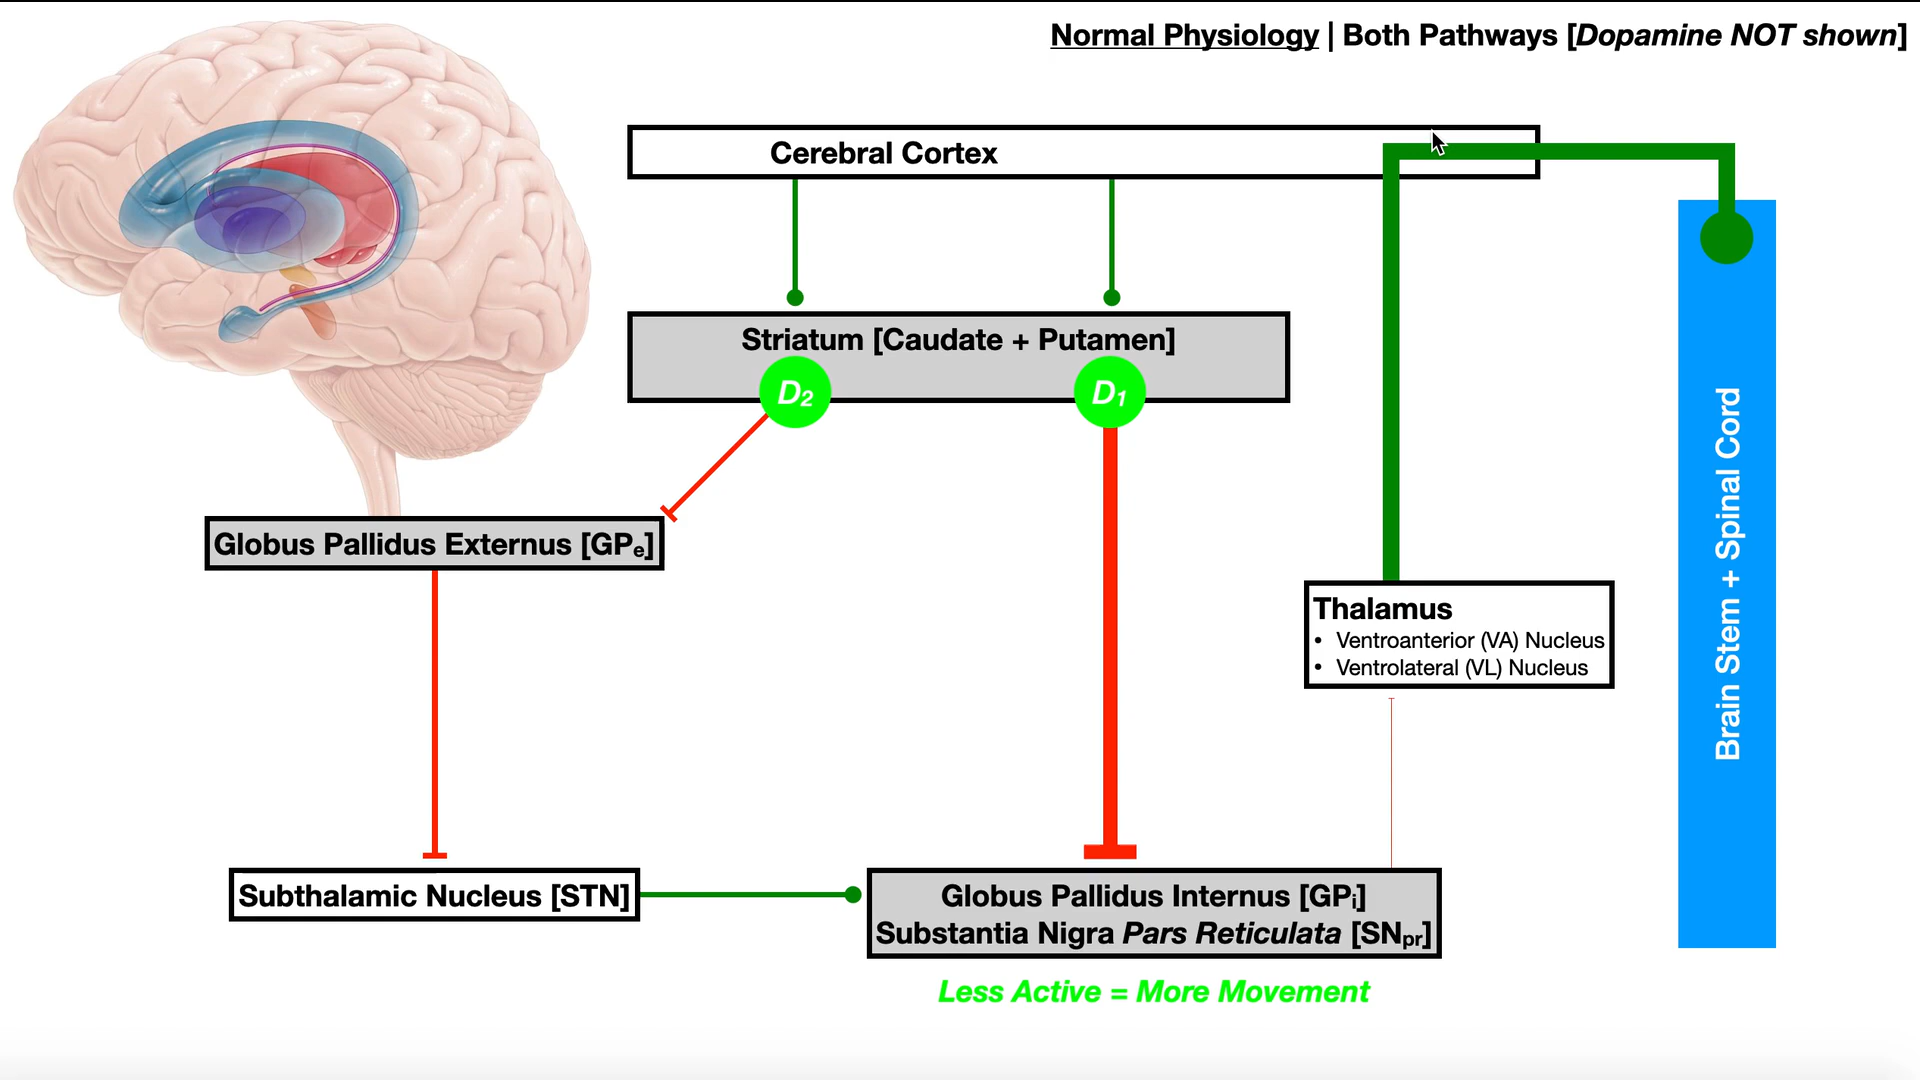 Normal Physiology | Both Pathways [Dopamine NOT shown]
Cerebral Cortex
Striatum [Caudate + Putamen]
D₂
D₁
Globus Pallidus Externus [GPₑ]
Thalamus
• Ventroanterior (VA) Nucleus
• Ventrolateral (VL) Nucleus
Brain Stem + Spinal Cord
Subthalamic Nucleus [STN]
Globus Pallidus Internus [GPᵢ]
Substantia Nigra Pars Reticulata [SNpr]
Less Active = More Movement